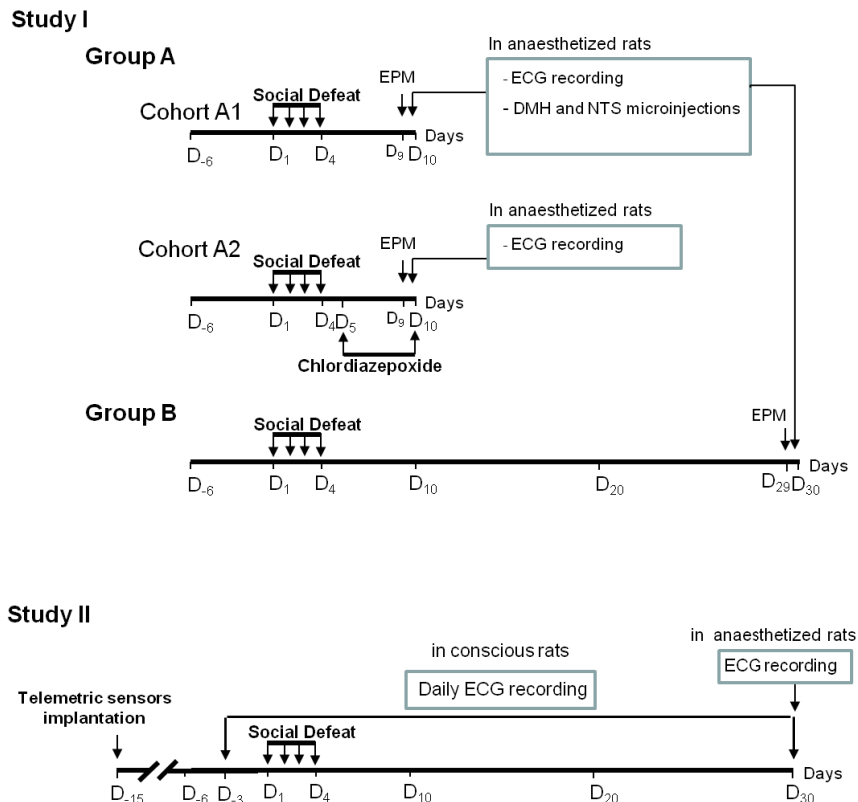 Study I
Group A
In anaesthetized rats
- ECG recording
- DMH and NTS microinjections
EPM
Social Defeat
Cohort A1
Days
D-6 D1 D4 D9 D10
In anaesthetized rats
- ECG recording
Cohort A2
EPM
Social Defeat
Days
D-6 D1 D4 D5 D9 D10
Chlordiazepoxide
Group B
EPM
Social Defeat
Days
D-6 D1 D4 D10 D20 D29 D30
Study II
in anaesthetized rats
ECG recording
in conscious rats
Daily ECG recording
Telemetric sensors
implantation
Social Defeat
Days
D-15 D-6 D-3 D1 D4 D10 D20 D30